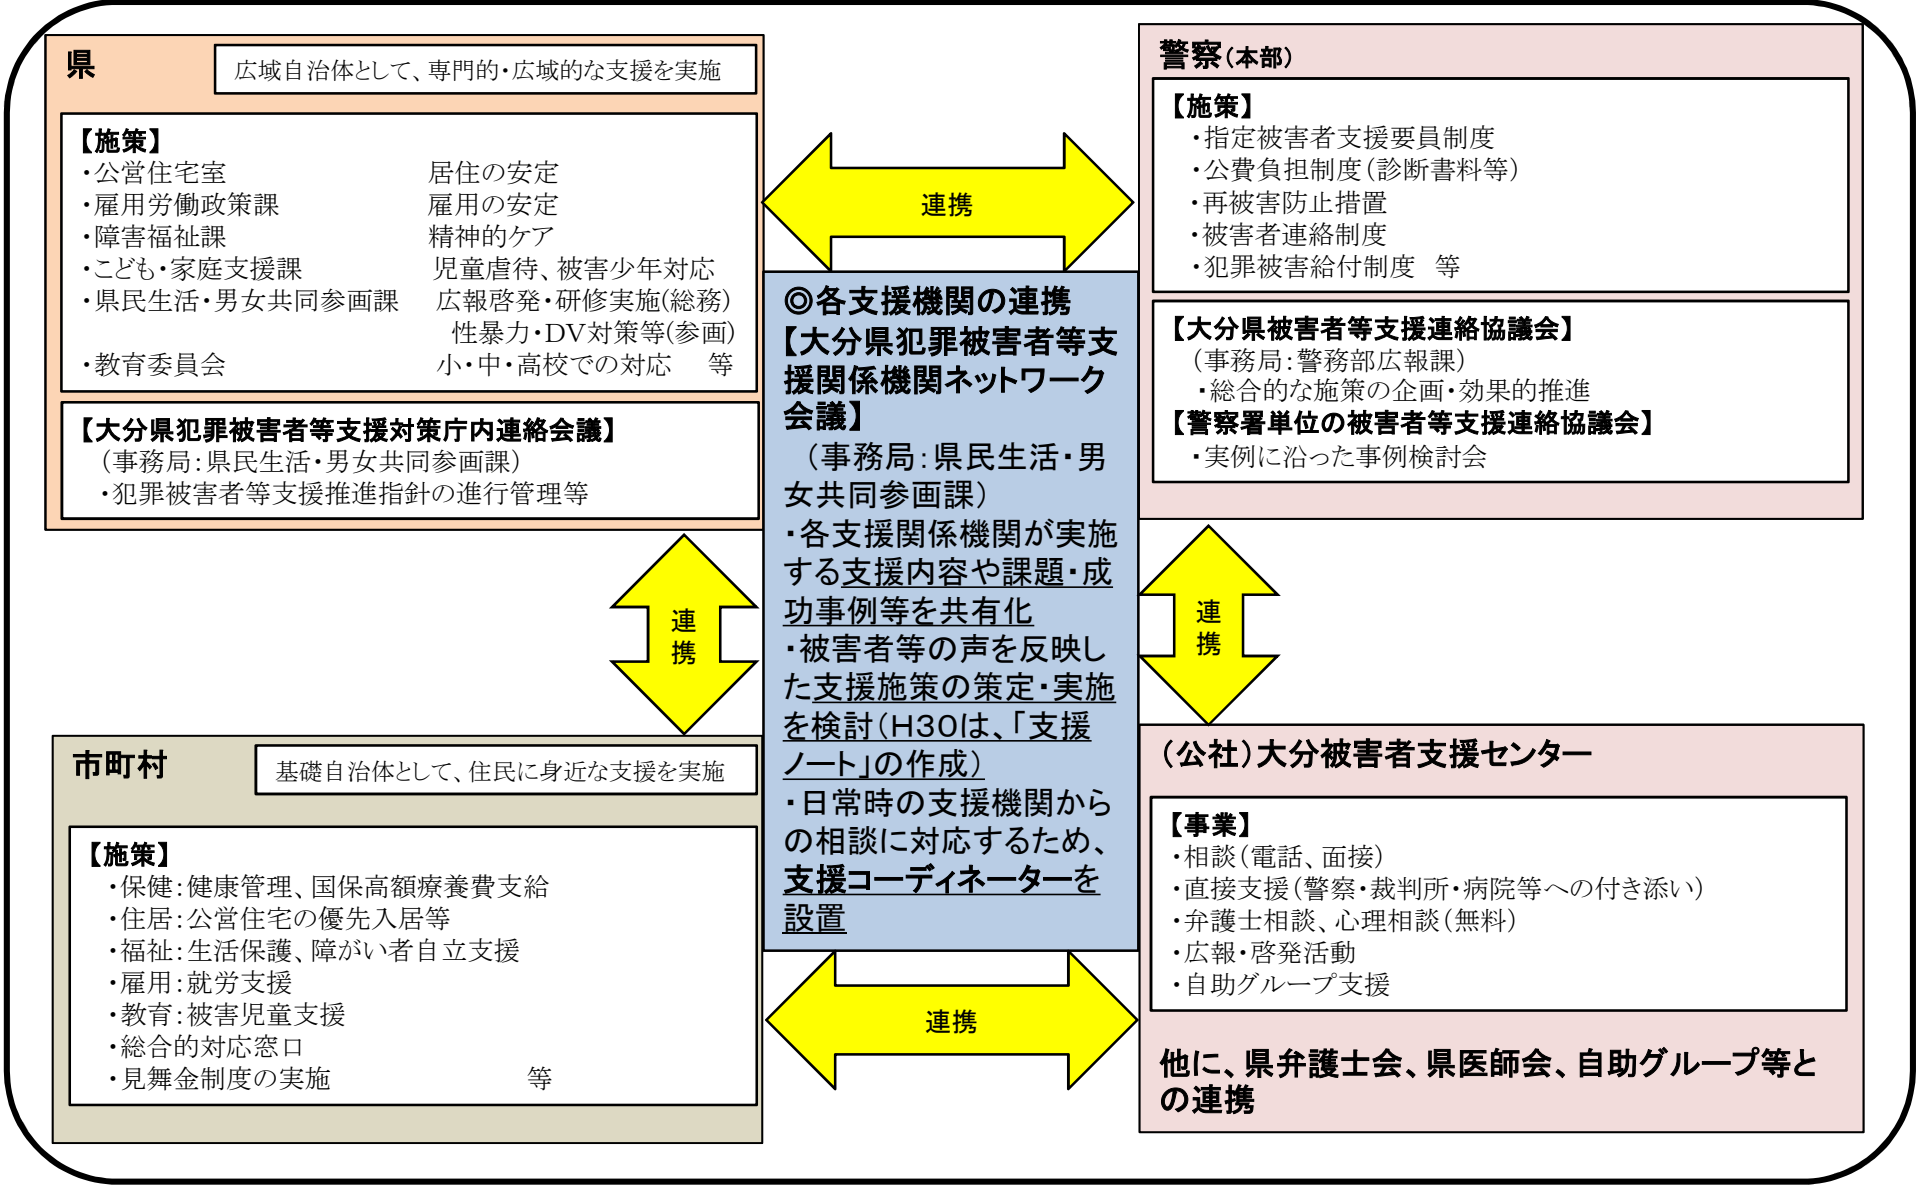 県
広域自治体として、専門的・広域的な支援を実施
【施策】
・公営住宅室　居住の安定
・雇用労働政策課　雇用の安定
・障害福祉課　精神的ケア
・こども・家庭支援課　児童虐待、被害少年対応
・県民生活・男女共同参画課　広報啓発・研修実施(総務)
性暴力・DV対策等(参画)
・教育委員会　小・中・高校での対応　等
【大分県犯罪被害者等支援対策庁内連絡会議】
（事務局：県民生活・男女共同参画課）
・犯罪被害者等支援推進指針の進行管理等
連携
警察（本部）
【施策】
・指定被害者支援要員制度
・公費負担制度（診断書料等）
・再被害防止措置
・被害者連絡制度
・犯罪被害給付制度　等
【大分県被害者等支援連絡協議会】
（事務局：警務部広報課）
・総合的な施策の企画・効果的推進
【警察署単位の被害者等支援連絡協議会】
・実例に沿った事例検討会
◎各支援機関の連携
【大分県犯罪被害者等支
援関係機関ネットワーク
会議】
（事務局：県民生活・男
女共同参画課）
・各支援関係機関が実施
する支援内容や課題・成
功事例等を共有化
・被害者等の声を反映し
た支援施策の策定・実施
を検討（H30は、「支援
ノート」の作成）
・日常時の支援機関から
の相談に対応するため、
支援コーディネーターを
設置
連
携
連
携
市町村
基礎自治体として、住民に身近な支援を実施
【施策】
・保健：健康管理、国保高額療養費支給
・住居：公営住宅の優先入居等
・福祉：生活保護、障がい者自立支援
・雇用：就労支援
・教育：被害児童支援
・総合的対応窓口
・見舞金制度の実施　等
連携
（公社）大分被害者支援センター
【事業】
・相談（電話、面接）
・直接支援（警察・裁判所・病院等への付き添い）
・弁護士相談、心理相談（無料）
・広報・啓発活動
・自助グループ支援
他に、県弁護士会、県医師会、自助グループ等と
の連携